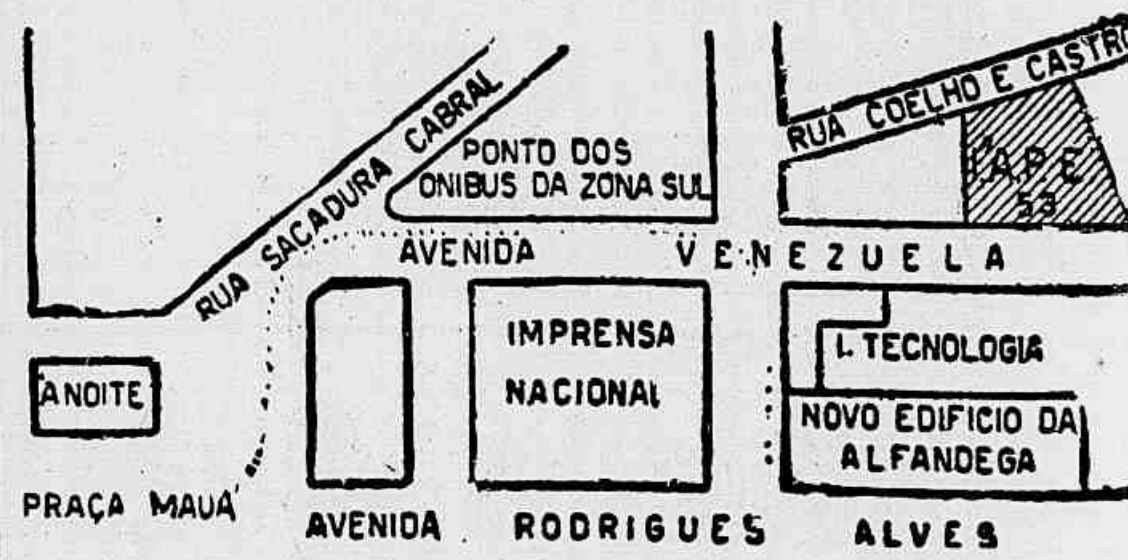 RUA SACADURA CABRAL
PONTO DOS
ONIBUS DA ZONA SUL
RUA COELHO E CASTRO
I.A.P.E
53
AVENIDA VENEZUELA
A NOITE
IMPRENSA
NACIONAL
I. TECNOLOGIA
NOVO EDIFICIO DA
ALFANDEGA
PRAÇA MAUÁ
AVENIDA RODRIGUES ALVES